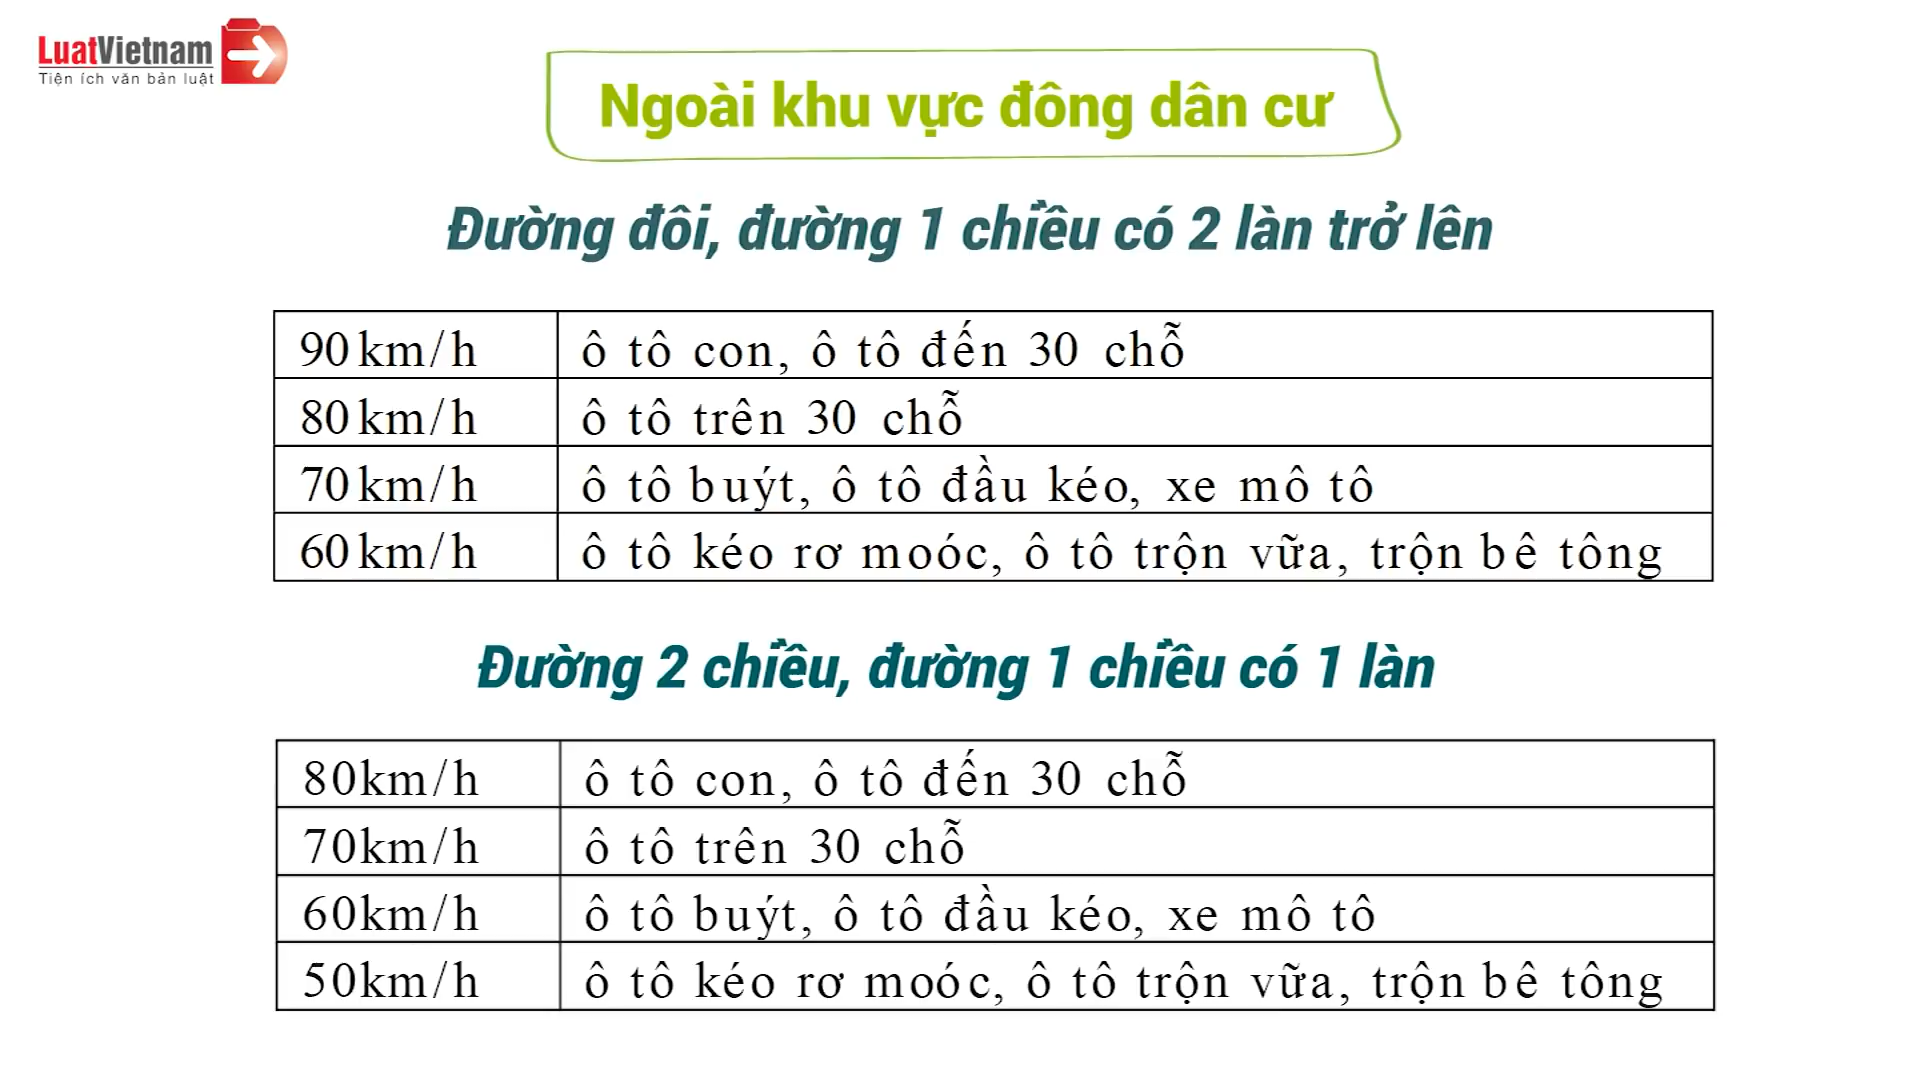 LuatVietnam
Tiện ích văn bản luật
Ngoài khu vực đông dân cư
Đường đôi, đường 1 chiều có 2 làn trở lên
90km/h ô tô con, ô tô đến 30 chỗ
80km/h ô tô trên 30 chỗ
70km/h ô tô buýt, ô tô đầu kéo, xe mô tô
60km/h ô tô kéo rơ moóc, ô tô trộn vữa, trộn bê tông
Đường 2 chiều, đường 1 chiều có 1 làn
80km/h ô tô con, ô tô đến 30 chỗ
70km/h ô tô trên 30 chỗ
60km/h ô tô buýt, ô tô đầu kéo, xe mô tô
50km/h ô tô kéo rơ moóc, ô tô trộn vữa, trộn bê tông